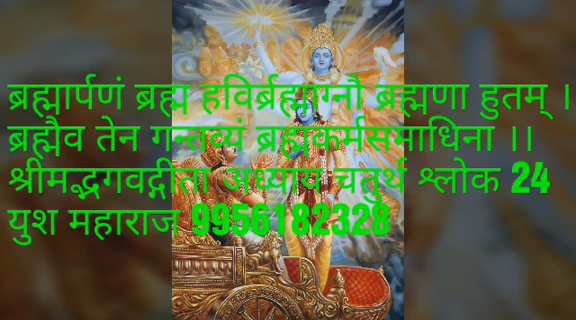 ब्रह्मार्पणं ब्रह्म हविर्ब्रह्माग्नौ ब्रह्मणा हुतम् ।
ब्रह्मैव तेन गन्तव्यं ब्रह्मकर्मसमाधिना ।।
श्रीमद्भगवद्गीता अध्याय चतुर्थ श्लोक 24
युश महाराज 9956182328